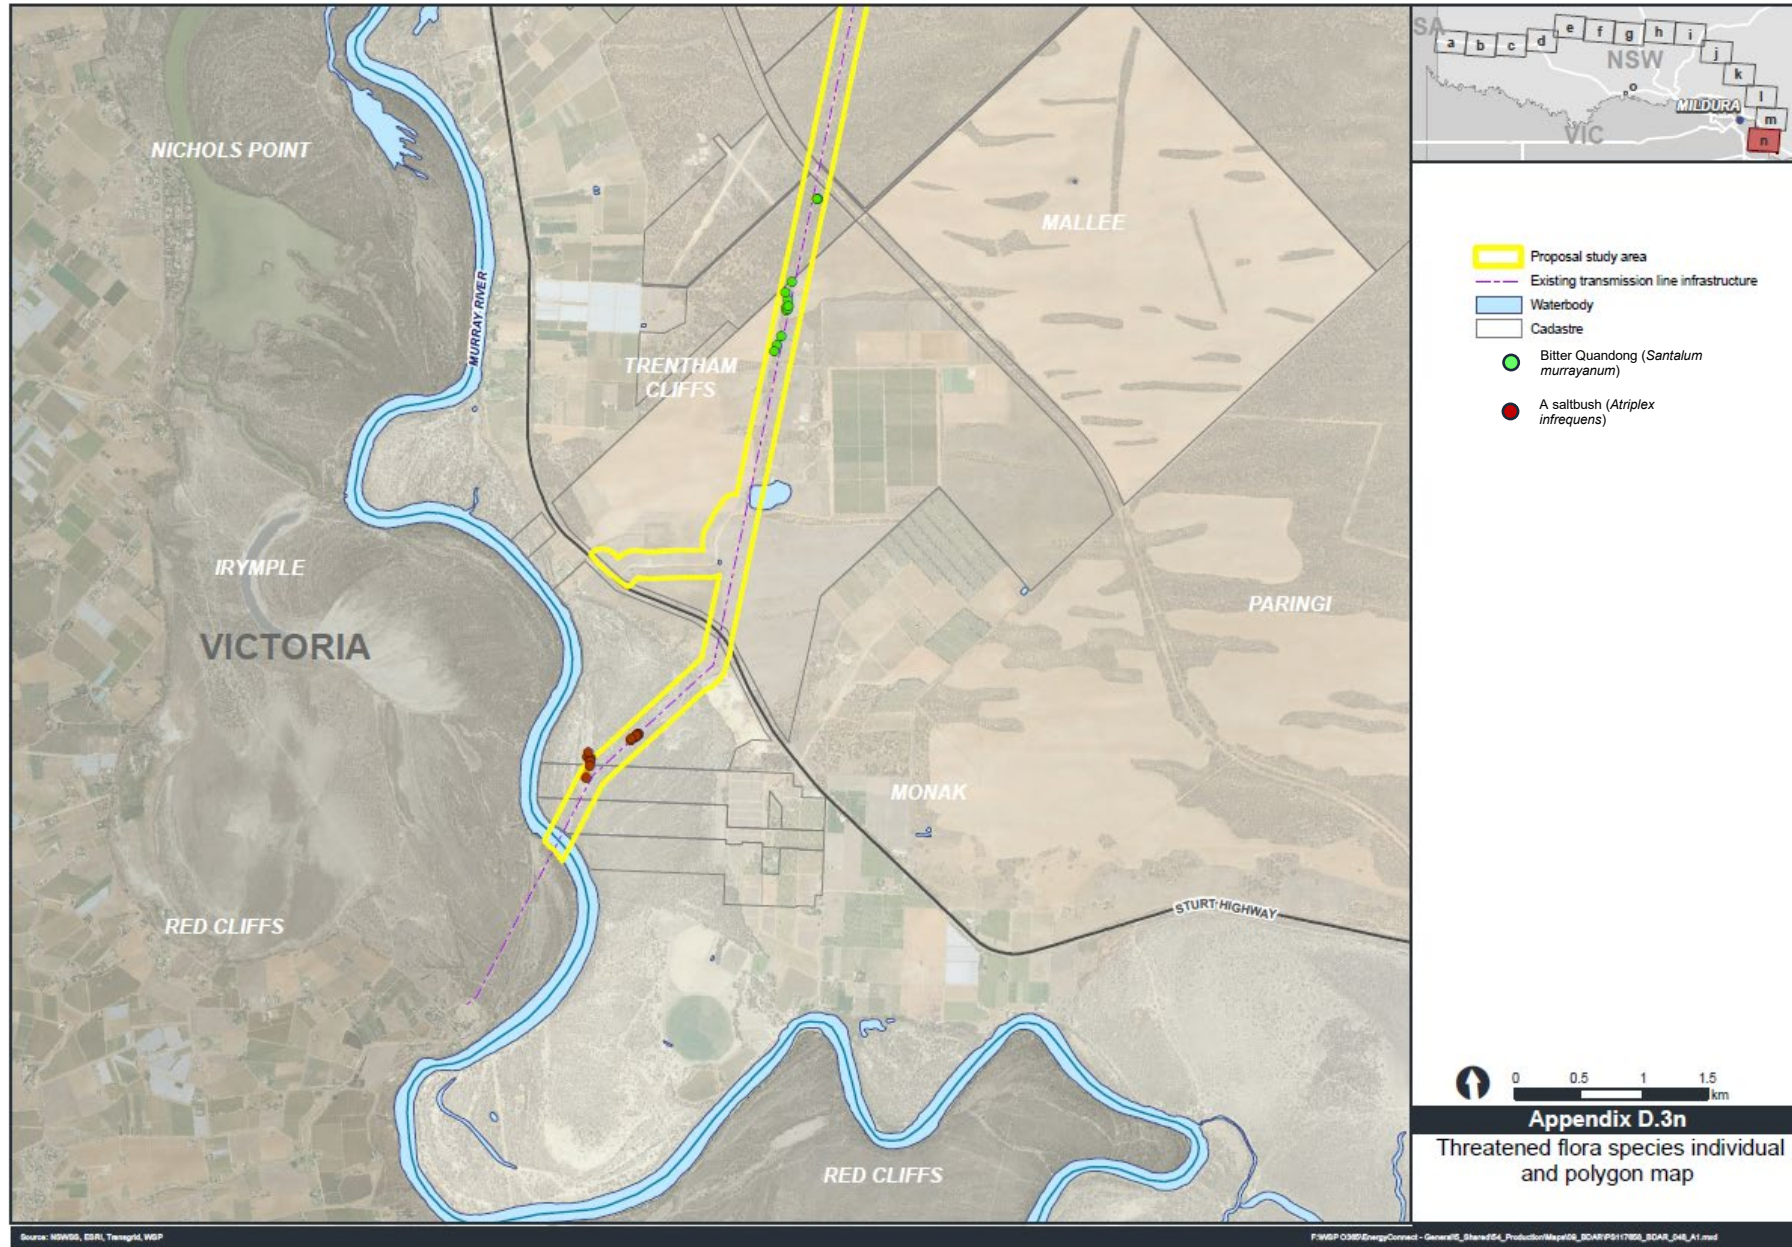 NICHOLS POINT
MURRAY RIVER
MALLEE
TRENTHAM
CLIFFS
IRYMPLE
VICTORIA
PARINGI
MONAK
STURT HIGHWAY
RED CLIFFS
RED CLIFFS
SA
a
b
c
d
e
f
g
h
i
j
k
l
m
n
o
NSW
MILDURA
VIC
Proposal study area
Existing transmission line infrastructure
Waterbody
Cadastre
Bitter Quandong (Santalum
murrayanum)
A saltbush (Atriplex
infrequens)
0 0.5 1 1.5
km
Appendix D.3n
Threatened flora species individual
and polygon map
Source: NSWSS, ESRI, Transgrid, WSP